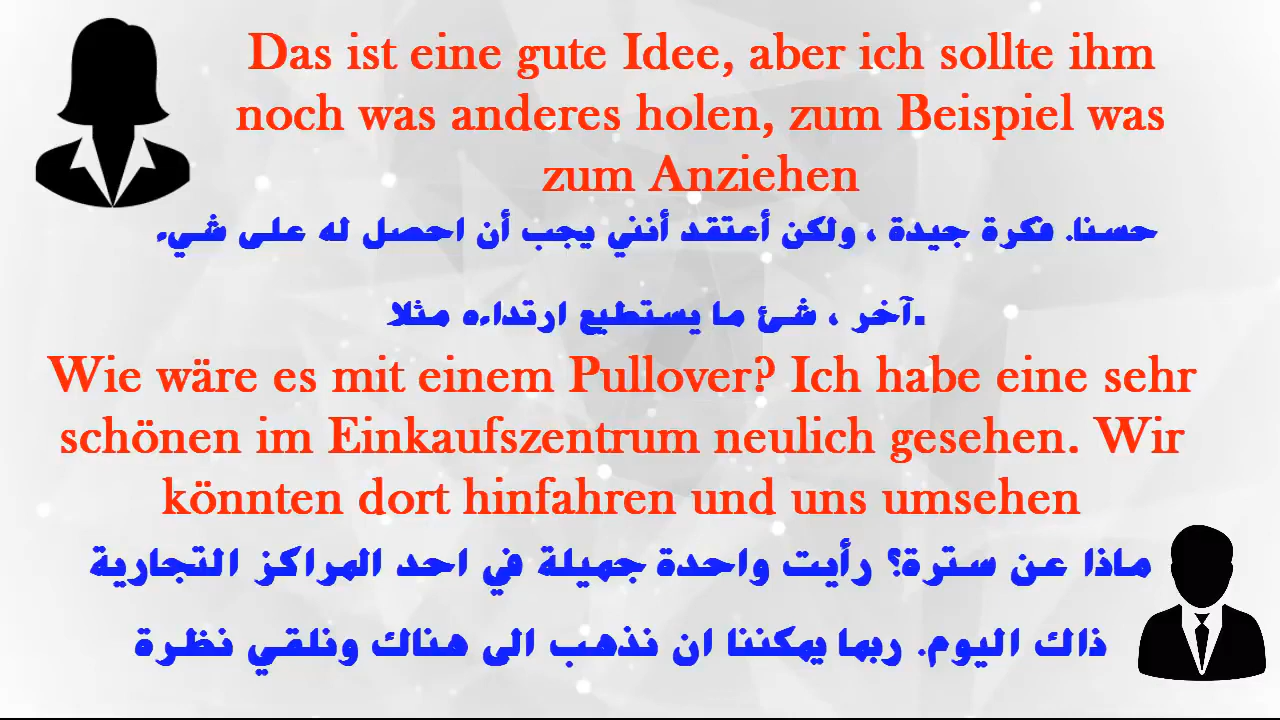 Das ist eine gute Idee, aber ich sollte ihm
noch was anderes holen, zum Beispiel was
zum Anziehen
حسنا. فكرة جيدة ، ولكن أعتقد أنني يجب أن احصل له على شيء
.آخر ، شئ ما يستطيع ارتداءه مثلا
Wie wäre es mit einem Pullover? Ich habe eine sehr
schönen im Einkaufszentrum neulich gesehen. Wir
könnten dort hinfahren und uns umsehen
ماذا عن سترة؟ رأيت واحدة جميلة في احد المراكز التجارية
ذاك اليوم. ربما يمكننا ان نذهب الى هناك ونلقي نظرة